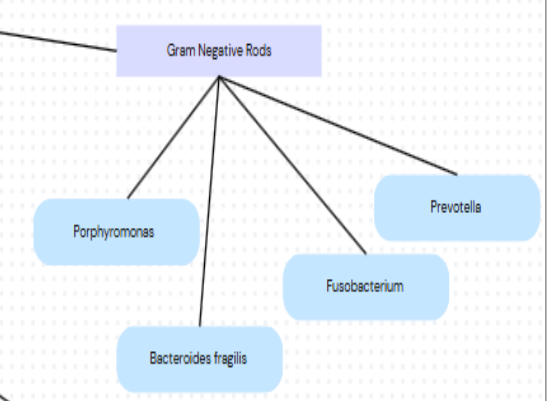 Gram Negative Rods
Prevotella
Porphyromonas
Fusobacterium
Bacteroides fragilis